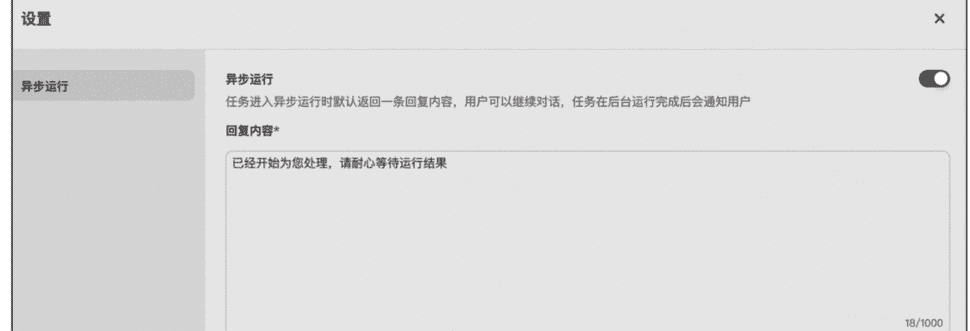 设置
异步运行
异步运行
任务进入异步运行时默认返回一条回复内容，用户可以继续对话，任务在后台运行完成后会通知用户
回复内容*
已经开始为您处理，请耐心等待运行结果
18/1000